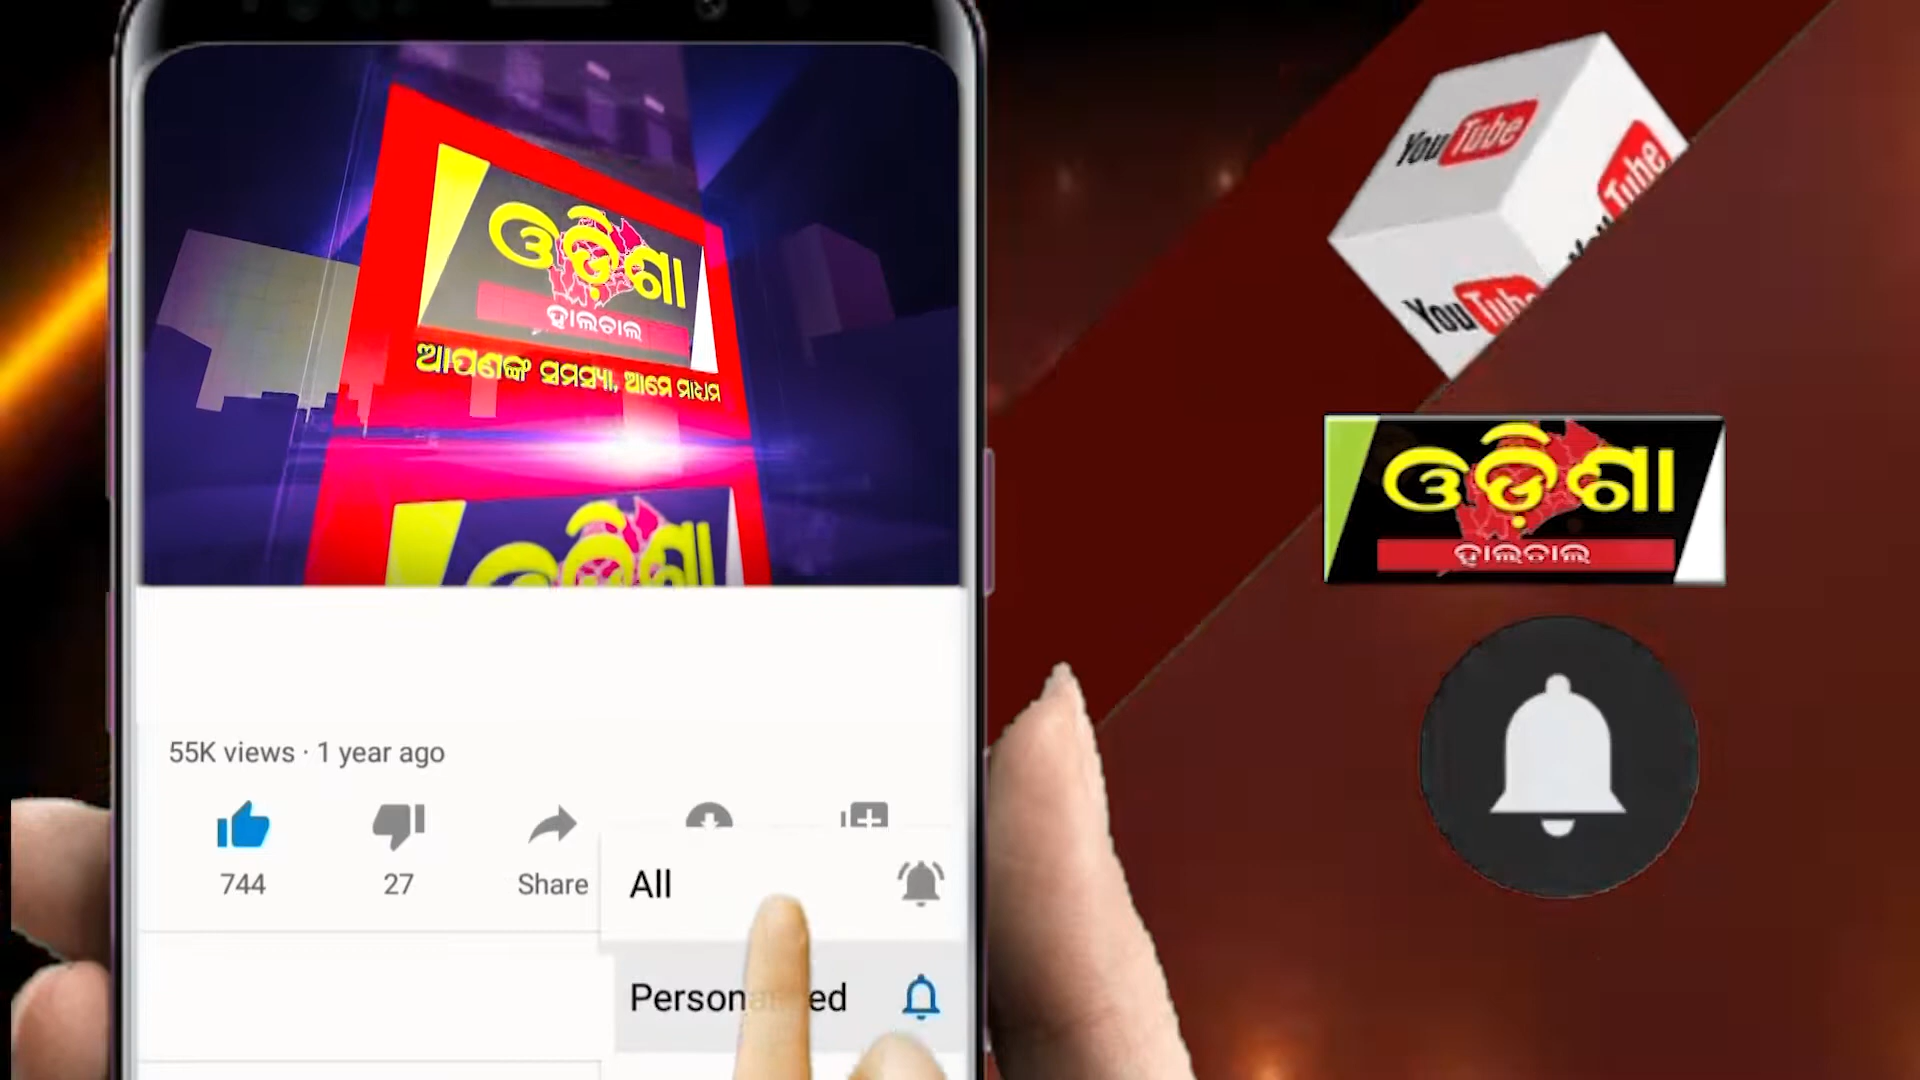 ଓଡ଼ିଶା
ହାଲଚାଲ
ଆପଣଙ୍କ ସମସ୍ୟା, ଆମେ ମାଧ୍ୟମ
55K views · 1 year ago
744
27
Share
All
YouTube
YouTube
ଓଡ଼ିଶା
ହାଲଚାଲ